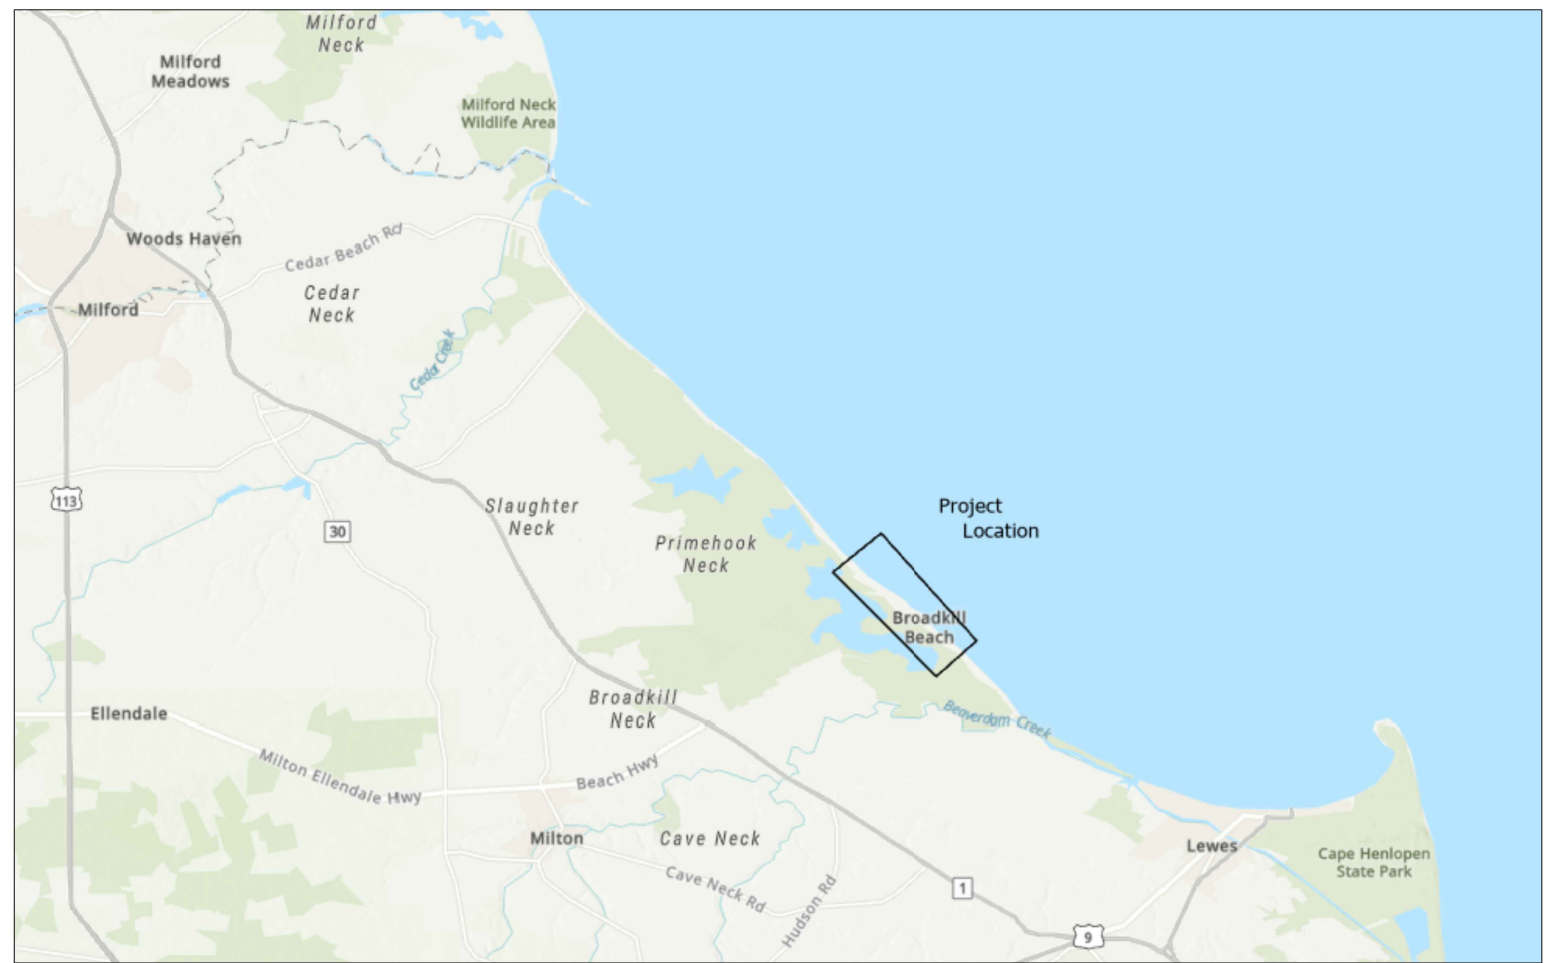 Milford
Neck
Milford
Meadows
Milford Neck
Wildlife Area
Woods Haven
Cedar Beach Rd
Cedar
Neck
Milford
Cedar Creek
113
30
Slaughter
Neck
Primehook
Neck
Project
Location
Broadkill
Beach
Broadkill
Neck
Beaverdam Creek
Ellendale
Milton Ellendale Hwy
Beach Hwy
Milton
Cave Neck
Cave Neck Rd
Hudson Rd
Lewes
Cape Henlopen
State Park
1
9